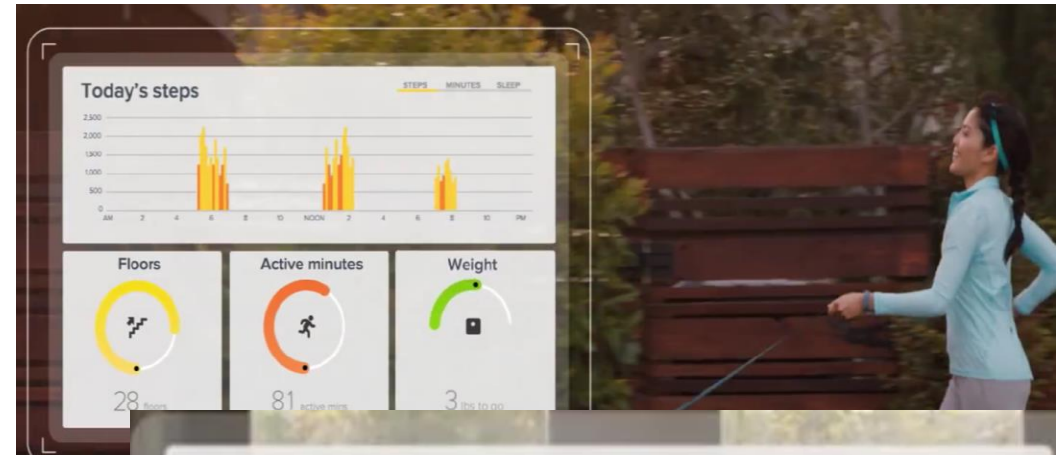 Today's steps
STEPS MINUTES SLEEP
2,500
2,000
1,500
1,000
500
0
AM 2 4 6 8 10 NOON 2 4 6 8 10 PM
Floors
Active minutes
Weight
28 floors
81 active mins
3 lbs to go